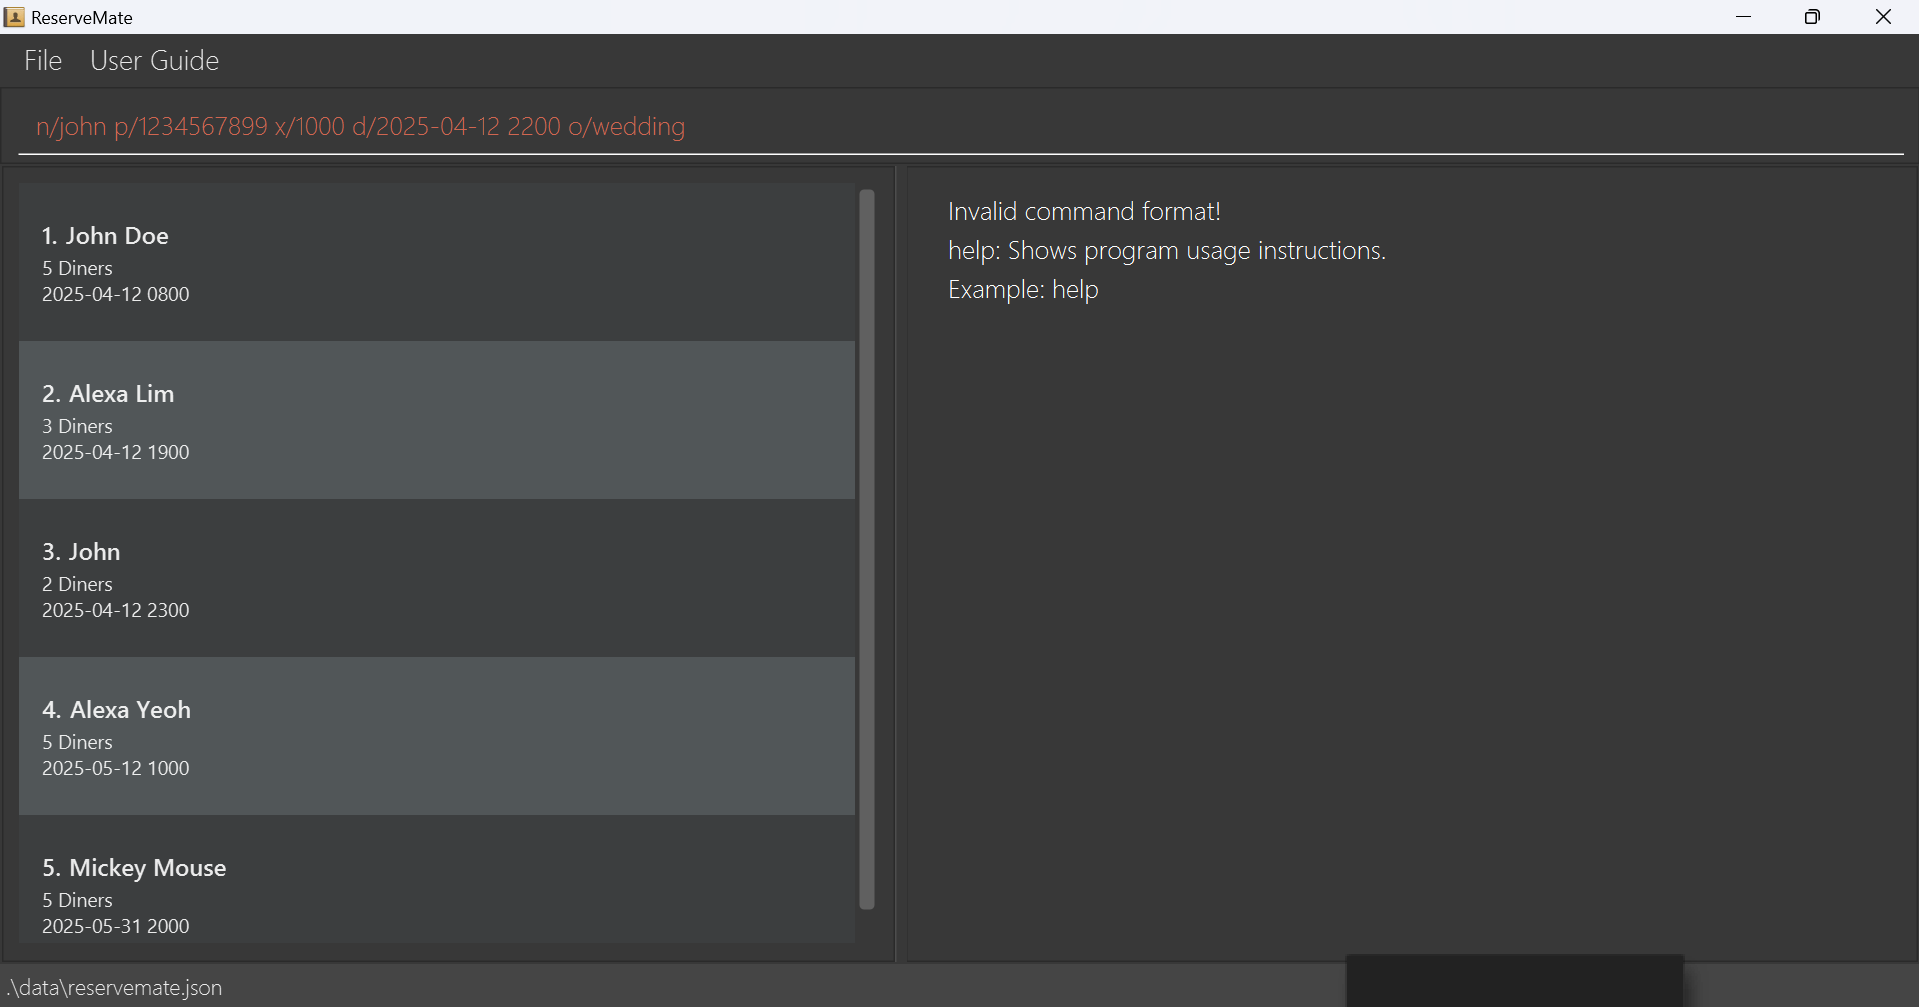 ReserveMate
File User Guide
n/john p/1234567899 x/1000 d/2025-04-12 2200 o/wedding
1. John Doe
5 Diners
2025-04-12 0800
2. Alexa Lim
3 Diners
2025-04-12 1900
3. John
2 Diners
2025-04-12 2300
4. Alexa Yeoh
5 Diners
2025-05-12 1000
5. Mickey Mouse
5 Diners
2025-05-31 2000
Invalid command format!
help: Shows program usage instructions.
Example: help
.\data\reservemate.json